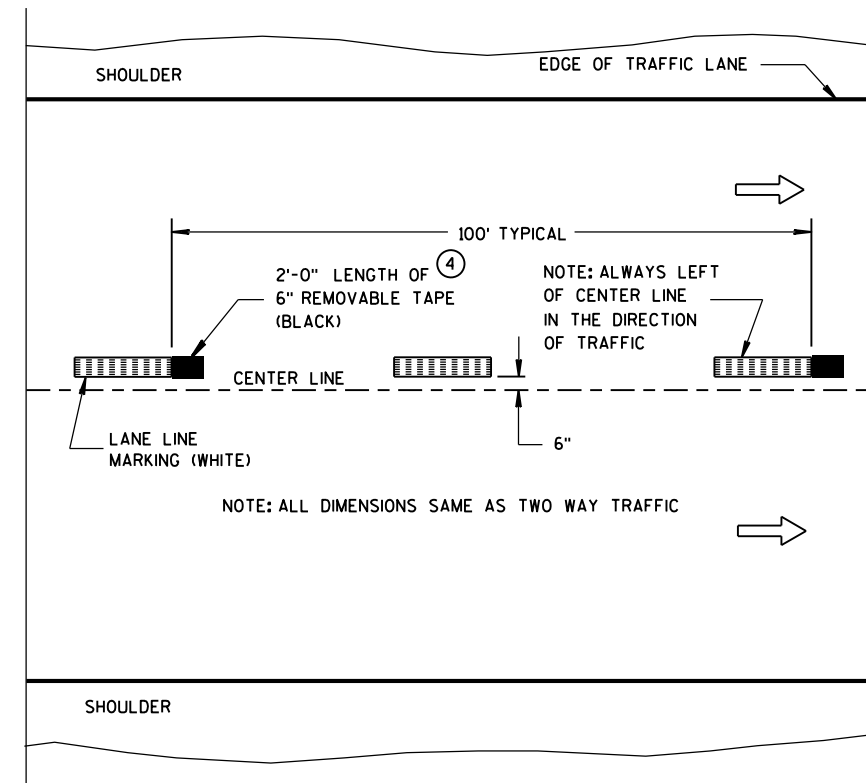 SHOULDER
EDGE OF TRAFFIC LANE
100' TYPICAL
2'-0" LENGTH OF
4
6" REMOVABLE TAPE
(BLACK)
NOTE: ALWAYS LEFT
OF CENTER LINE
IN THE DIRECTION
OF TRAFFIC
CENTER LINE
LANE LINE
MARKING (WHITE)
6"
NOTE: ALL DIMENSIONS SAME AS TWO WAY TRAFFIC
SHOULDER